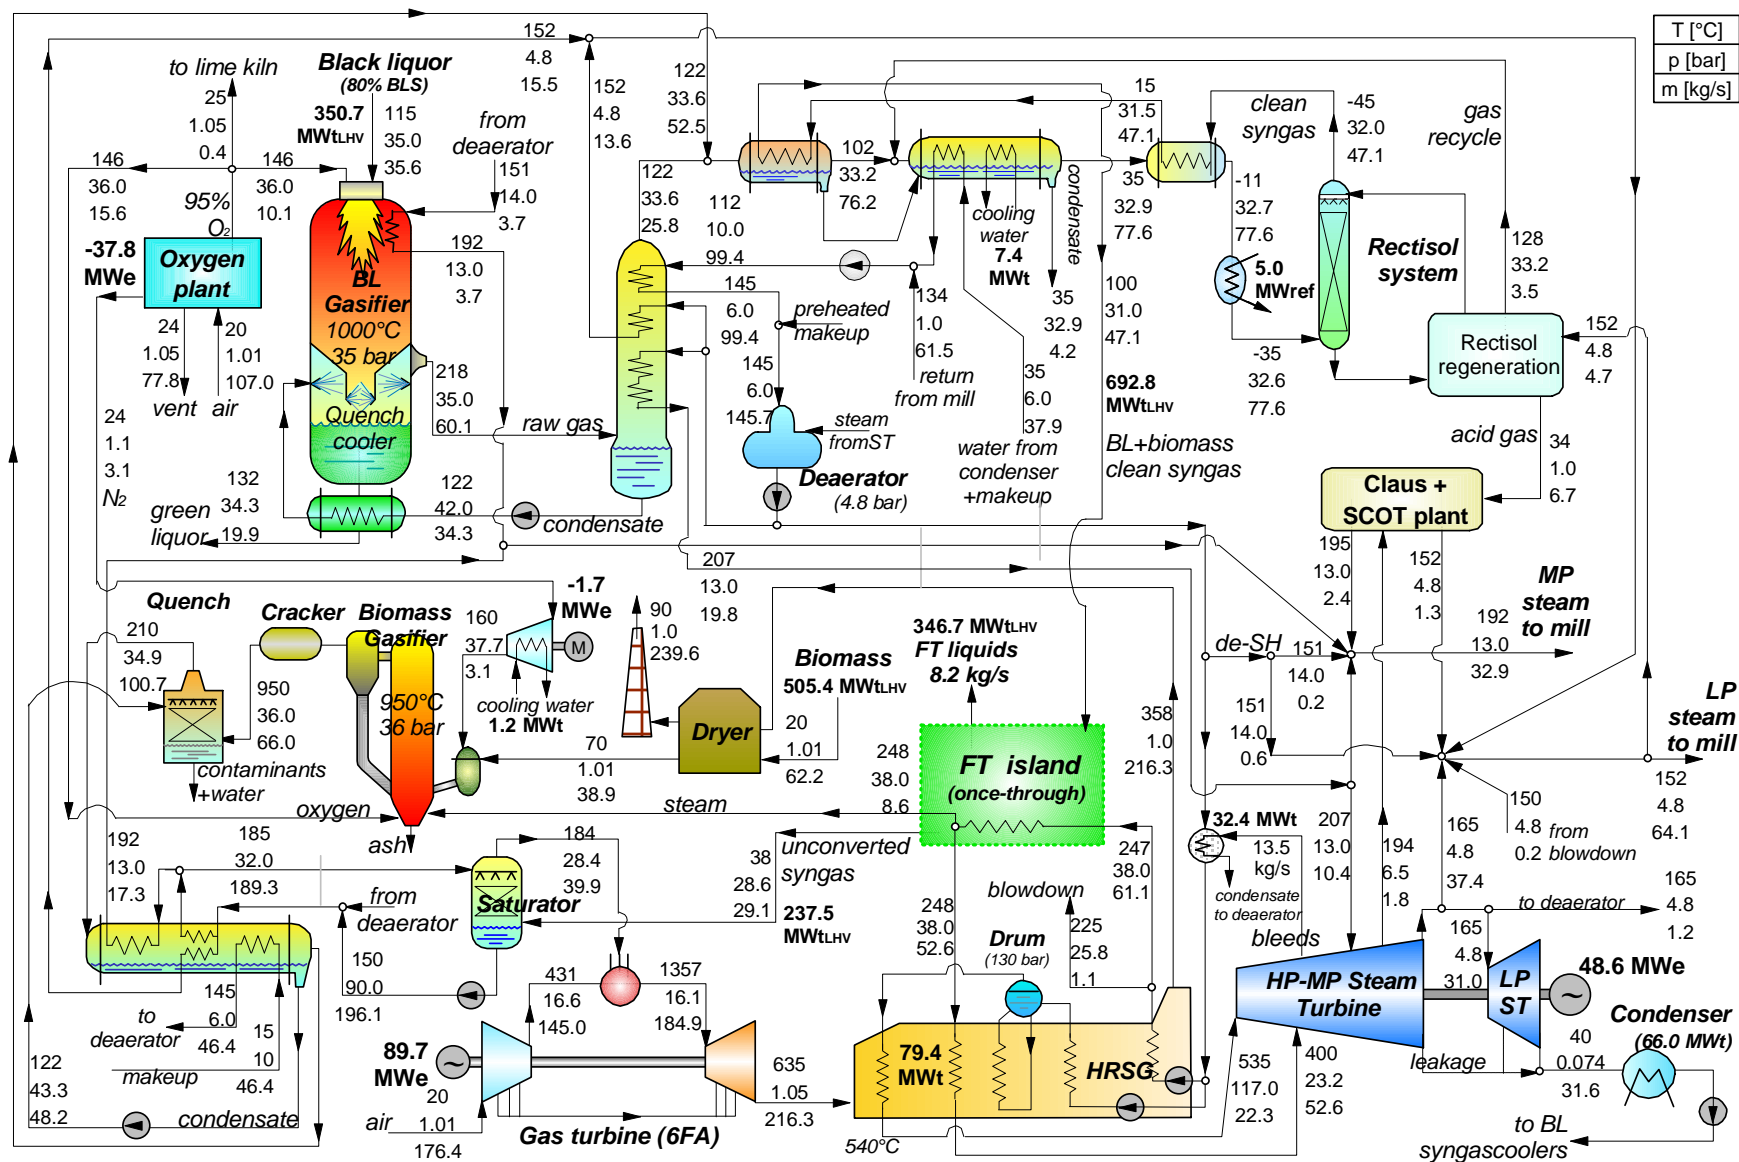 T [°C]
p [bar]
m [kg/s]
to lime kiln
25
1.05
0.4
Black liquor
(80% BLS)
350.7
MWtLHV
115
35.0
35.6
from
deaerator
151
14.0
3.7
152
4.8
15.5
152
4.8
13.6
122
33.6
52.5
146
36.0
15.6
146
36.0
10.1
95%
O2
-37.8
MWe
Oxygen
plant
24
1.05
77.8
vent
20
1.01
107.0
air
24
1.1
3.1
N2
BL
Gasifier
1000°C
35 bar
Quench
cooler
192
13.0
3.7
218
35.0
60.1
raw gas
132
34.3
19.9
green
liquor
122
42.0
34.3
condensate
122
33.6
25.8
112
10.0
99.4
145
6.0
99.4
preheated
makeup
145
6.0
145.7
steam
fromST
Deaerator
(4.8 bar)
102
33.2
76.2
cooling
water
7.4
MWt
condensate
35
32.9
4.2
134
1.0
61.5
return
from mill
35
6.0
37.9
water from
condenser
+makeup
100
31.0
47.1
692.8
MWtLHV
BL+biomass
clean syngas
15
31.5
47.1
35
32.9
77.6
-11
32.7
77.6
5.0
MWref
-35
32.6
77.6
clean
syngas
-45
32.0
47.1
gas
recycle
Rectisol
system
128
33.2
3.5
Rectisol
regeneration
152
4.8
4.7
acid gas
34
1.0
6.7
Claus +
SCOT plant
195
13.0
2.4
152
4.8
1.3
MP
steam
to mill
192
13.0
32.9
LP
steam
to mill
152
4.8
64.1
de-SH
151
14.0
0.2
151
14.0
0.6
150
4.8
0.2
from
blowdown
207
13.0
19.8
Quench
210
34.9
100.7
Cracker
950
36.0
66.0
Biomass
Gasifier
950°C
36 bar
160
37.7
3.1
-1.7
MWe
M
cooling water
1.2 MWt
90
1.0
239.6
Biomass
505.4 MWtLHV
Dryer
20
1.01
62.2
70
1.01
38.9
contaminants
+water
oxygen
ash
steam
346.7 MWtLHV
FT liquids
8.2 kg/s
FT island
(once-through)
248
38.0
8.6
358
1.0
216.3
247
38.0
61.1
38
28.6
29.1
unconverted
syngas
237.5
MWtLHV
192
13.0
17.3
185
32.0
189.3
from
deaerator
184
28.4
39.9
Saturator
150
90.0
196.1
145
6.0
46.4
to
deaerator
15
10
46.4
makeup
122
43.3
48.2
condensate
431
16.6
145.0
1357
16.1
184.9
89.7
MWe
~
20
1.01
176.4
air
Gas turbine (6FA)
635
1.05
216.3
248
38.0
52.6
blowdown
225
25.8
1.1
Drum
(130 bar)
79.4
MWt
HRSG
540°C
32.4 MWt
13.5
kg/s
condensate
to deaerator
bleeds
207
13.0
10.4
194
6.5
1.8
165
4.8
37.4
165
4.8
1.2
to deaerator
165
4.8
31.0
HP-MP Steam
Turbine
LP
ST
48.6 MWe
~
535
117.0
22.3
400
23.2
52.6
leakage
40
0.074
31.6
Condenser
(66.0 MWt)
to BL
syngascoolers